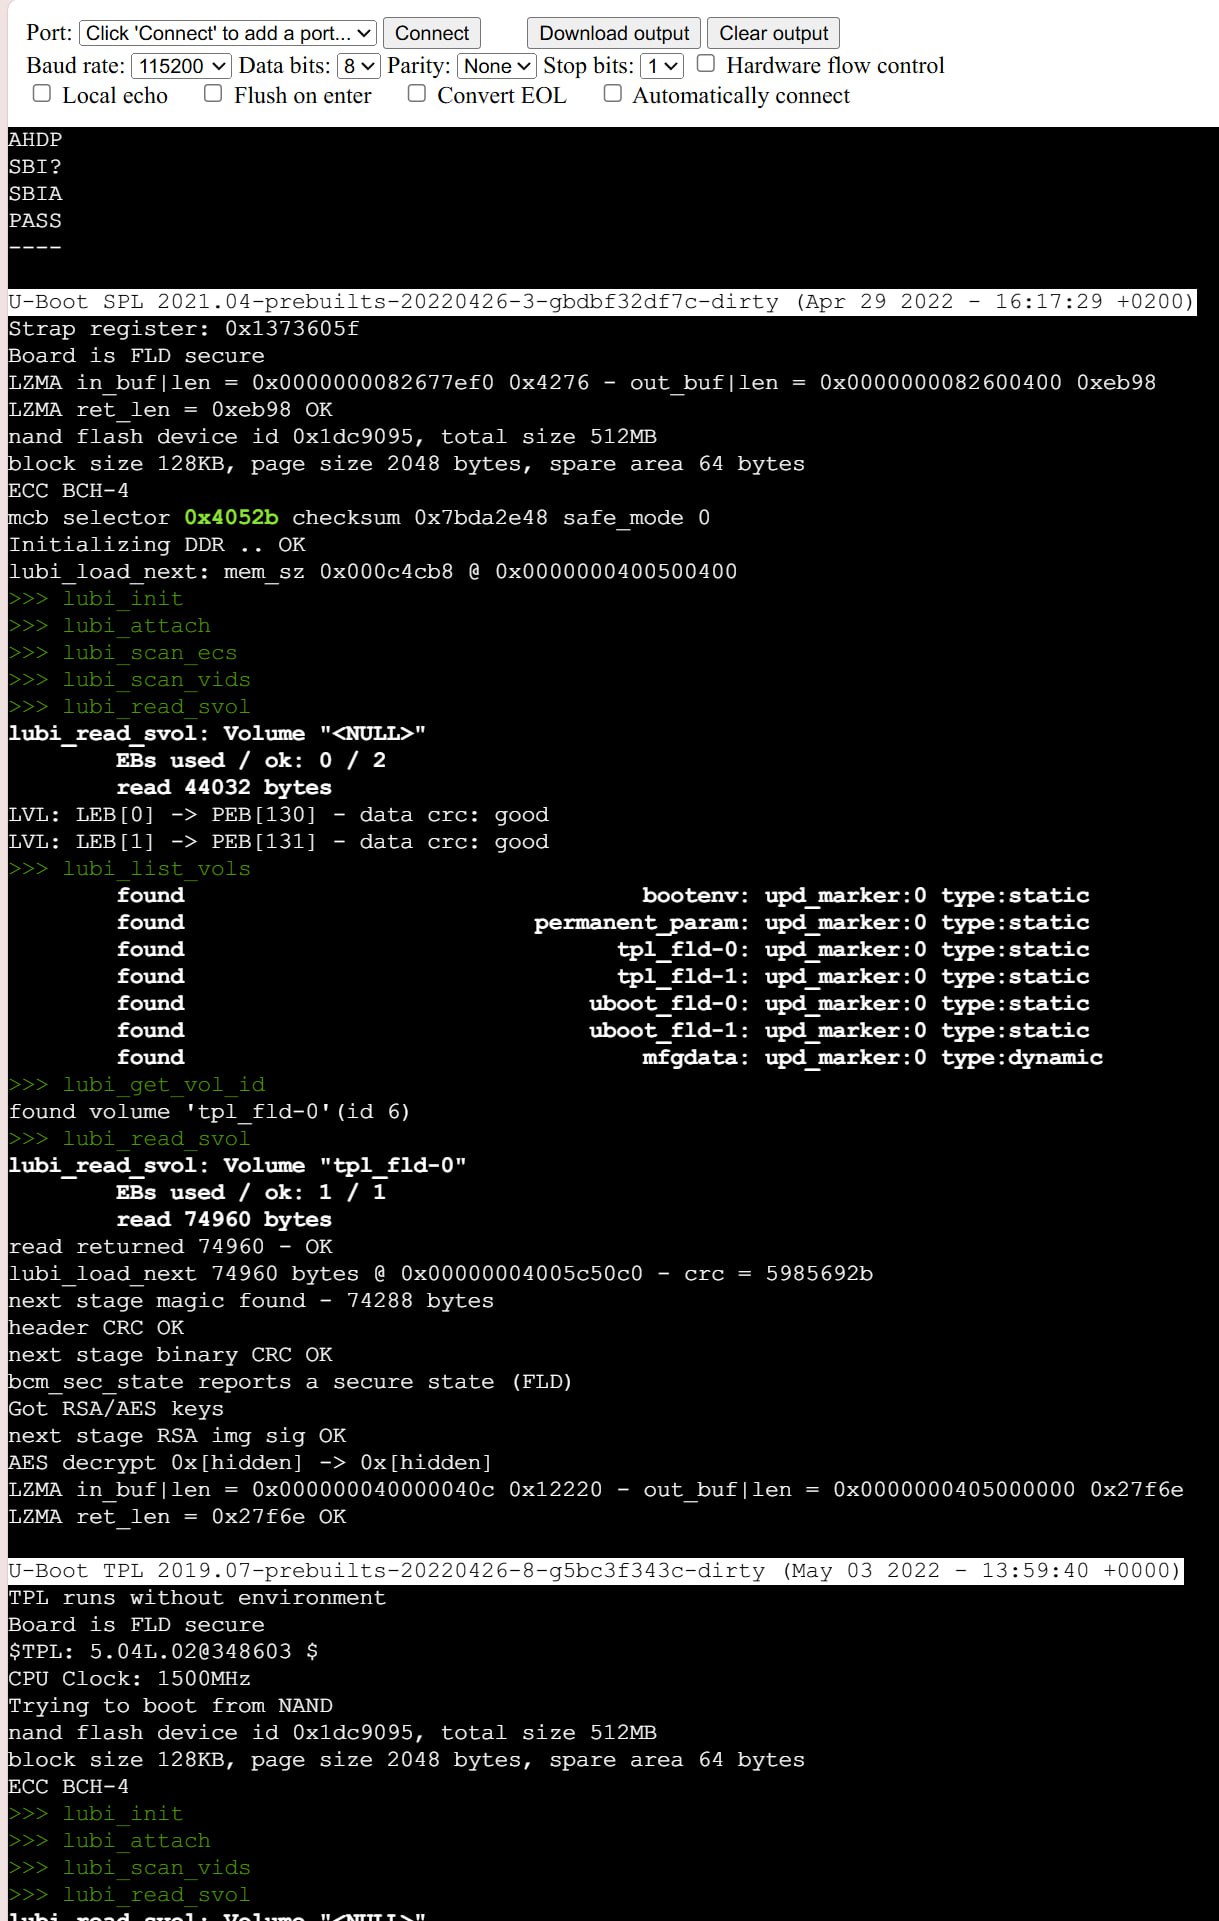 Port: Click 'Connect' to add a port... Connect Download output Clear output
Baud rate: 115200 Data bits: 8 Parity: None Stop bits: 1 Hardware flow control
Local echo Flush on enter Convert EOL Automatically connect
AHDP
SBI?
SBIA
PASS
----
U-Boot SPL 2021.04-prebuilts-20220426-3-gbdbf32df7c-dirty (Apr 29 2022 - 16:17:29 +0200)
Strap register: 0x1373605f
Board is FLD secure
LZMA in_buf|len = 0x0000000082677ef0 0x4276 - out_buf|len = 0x0000000082600400 0xeb98
LZMA ret_len = 0xeb98 OK
nand flash device id 0x1dc9095, total size 512MB
block size 128KB, page size 2048 bytes, spare area 64 bytes
ECC BCH-4
mcb selector 0x4052b checksum 0x7bda2e48 safe_mode 0
Initializing DDR .. OK
lubi_load_next: mem_sz 0x000c4cb8 @ 0x0000000400500400
>>> lubi_init
>>> lubi_attach
>>> lubi_scan_ecs
>>> lubi_scan_vids
>>> lubi_read_svol
lubi_read_svol: Volume "<NULL>"
EBs used / ok: 0 / 2
read 44032 bytes
LVL: LEB[0] -> PEB[130] - data crc: good
LVL: LEB[1] -> PEB[131] - data crc: good
>>> lubi_list_vols
found bootenv: upd_marker:0 type:static
found permanent_param: upd_marker:0 type:static
found tpl_fld-0: upd_marker:0 type:static
found tpl_fld-1: upd_marker:0 type:static
found uboot_fld-0: upd_marker:0 type:static
found uboot_fld-1: upd_marker:0 type:static
found mfgdata: upd_marker:0 type:dynamic
>>> lubi_get_vol_id
found volume 'tpl_fld-0'(id 6)
>>> lubi_read_svol
lubi_read_svol: Volume "tpl_fld-0"
EBs used / ok: 1 / 1
read 74960 bytes
read returned 74960 - OK
lubi_load_next 74960 bytes @ 0x00000004005c50c0 - crc = 5985692b
next stage magic found - 74288 bytes
header CRC OK
next stage binary CRC OK
bcm_sec_state reports a secure state (FLD)
Got RSA/AES keys
next stage RSA img sig OK
AES decrypt 0x[hidden] -> 0x[hidden]
LZMA in_buf|len = 0x000000040000040c 0x12220 - out_buf|len = 0x0000000405000000 0x27f6e
LZMA ret_len = 0x27f6e OK
U-Boot TPL 2019.07-prebuilts-20220426-8-g5bc3f343c-dirty (May 03 2022 - 13:59:40 +0000)
TPL runs without environment
Board is FLD secure
$TPL: 5.04L.02@348603 $
CPU Clock: 1500MHz
Trying to boot from NAND
nand flash device id 0x1dc9095, total size 512MB
block size 128KB, page size 2048 bytes, spare area 64 bytes
ECC BCH-4
>>> lubi_init
>>> lubi_attach
>>> lubi_scan_vids
>>> lubi_read_svol
lubi_read_svol: Volume "<NULL>"